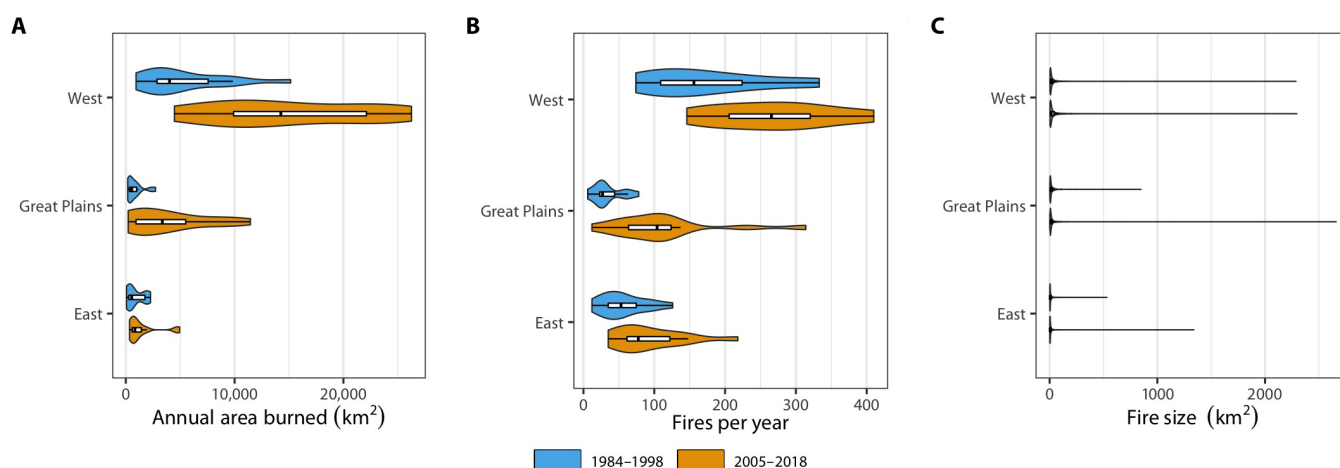 A
West
Great Plains
East
0 10,000 20,000
Annual area burned (km²)
B
West
Great Plains
East
0 100 200 300 400
Fires per year
C
West
Great Plains
East
0 1000 2000
Fire size (km²)
1984–1998 2005–2018